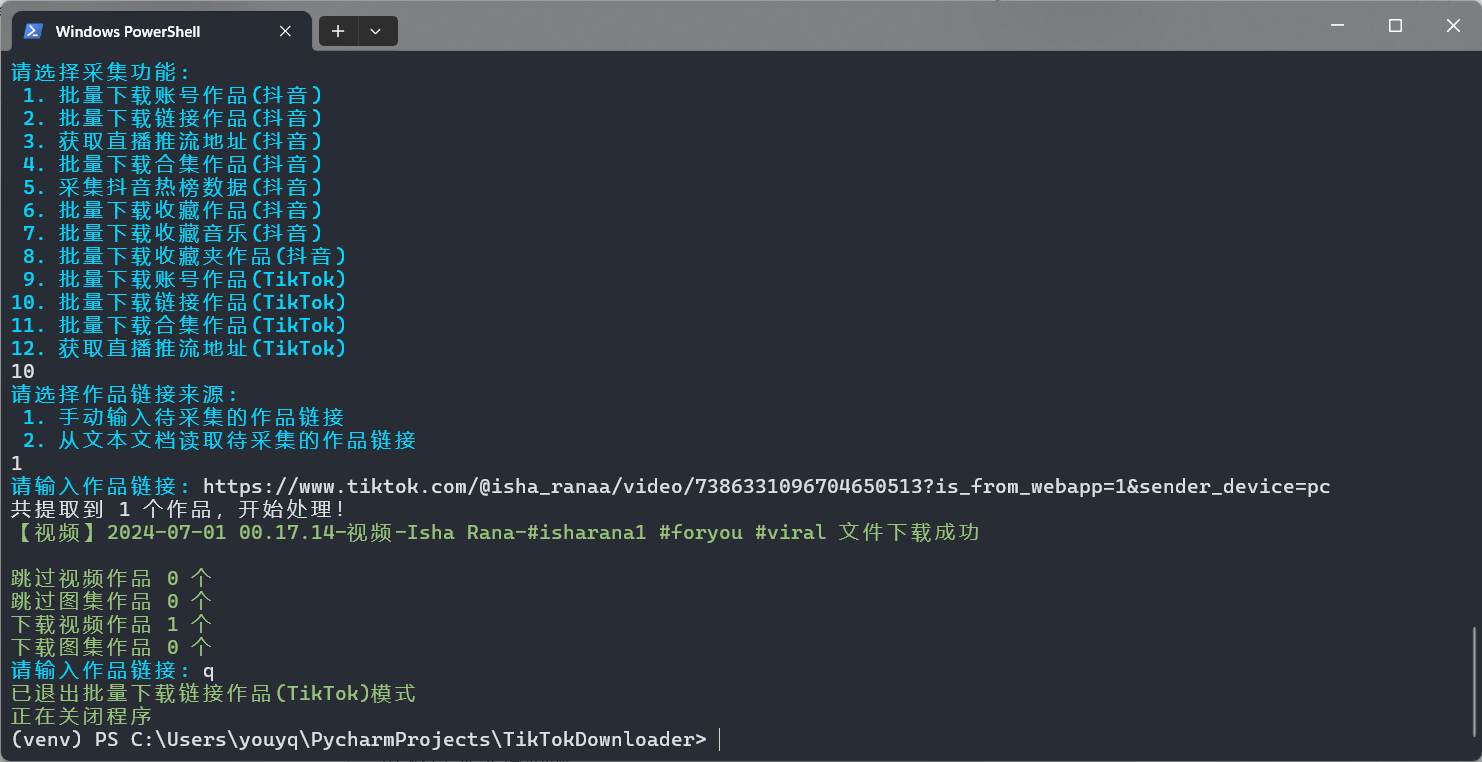 Windows PowerShell
请选择采集功能:
1. 批量下载账号作品(抖音)
2. 批量下载链接作品(抖音)
3. 获取直播推流地址(抖音)
4. 批量下载合集作品(抖音)
5. 采集抖音热榜数据(抖音)
6. 批量下载收藏作品(抖音)
7. 批量下载收藏音乐(抖音)
8. 批量下载收藏夹作品(抖音)
9. 批量下载账号作品(TikTok)
10. 批量下载链接作品(TikTok)
11. 批量下载合集作品(TikTok)
12. 获取直播推流地址(TikTok)
10
请选择作品链接来源:
1. 手动输入待采集的作品链接
2. 从文本文档读取待采集的作品链接
1
请输入作品链接: https://www.tiktok.com/@isha_ranaa/video/7386331096704650513?is_from_webapp=1&sender_device=pc
共提取到 1 个作品，开始处理！
【视频】2024-07-01 00.17.14-视频-Isha Rana-#isharana1 #foryou #viral 文件下载成功
跳过视频作品 0 个
跳过图集作品 0 个
下载视频作品 1 个
下载图集作品 0 个
请输入作品链接: q
已退出批量下载链接作品(TikTok)模式
正在关闭程序
(venv) PS C:\Users\youyq\PycharmProjects\TikTokDownloader>